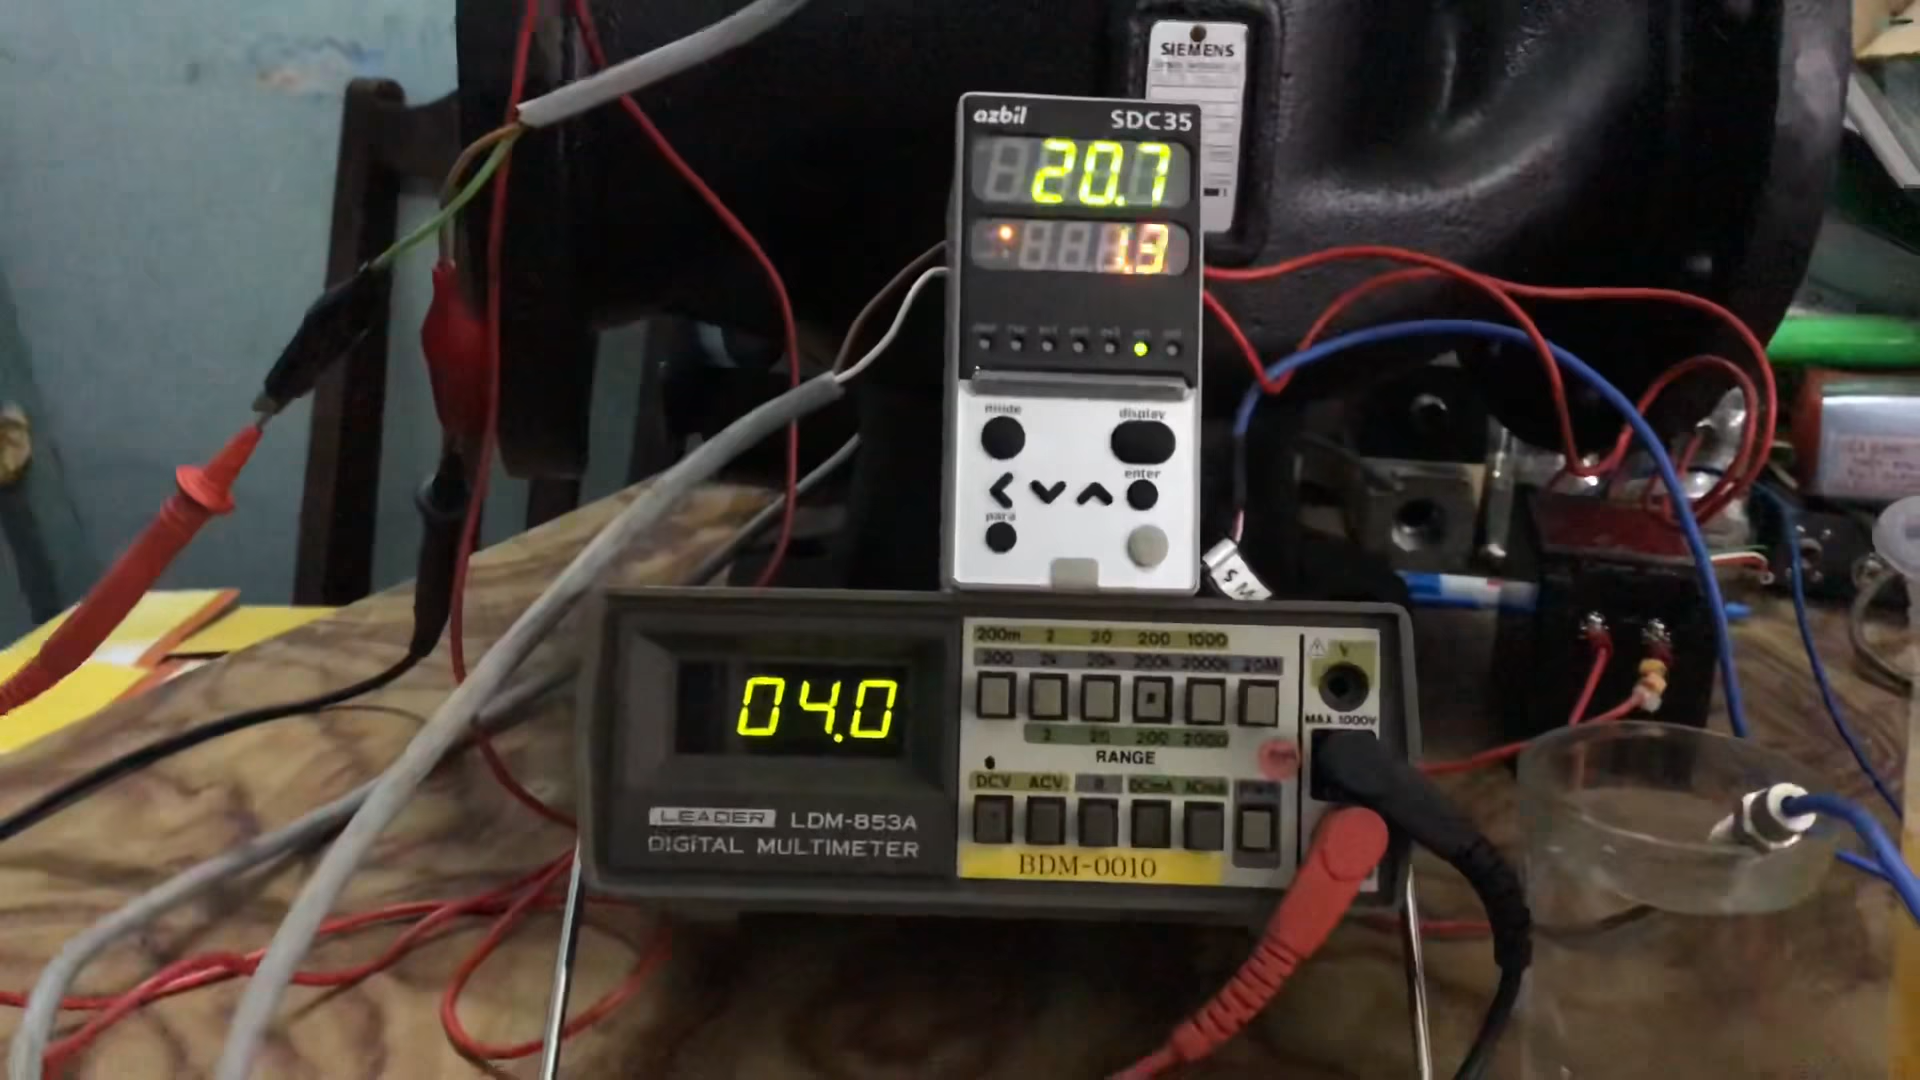 SIEMENS
azbil
SDC35
20.7
1.3
mode
display
enter
para
S M
04.0
LEADER LDM-853A
DIGITAL MULTIMETER
200m 2 20 200 1000
200 2k 20k 200k 2000k 20M
2 20 200 2000
RANGE
DCV ACV Ω DCmA ACmA
V
MAX 1000V
BDM-0010